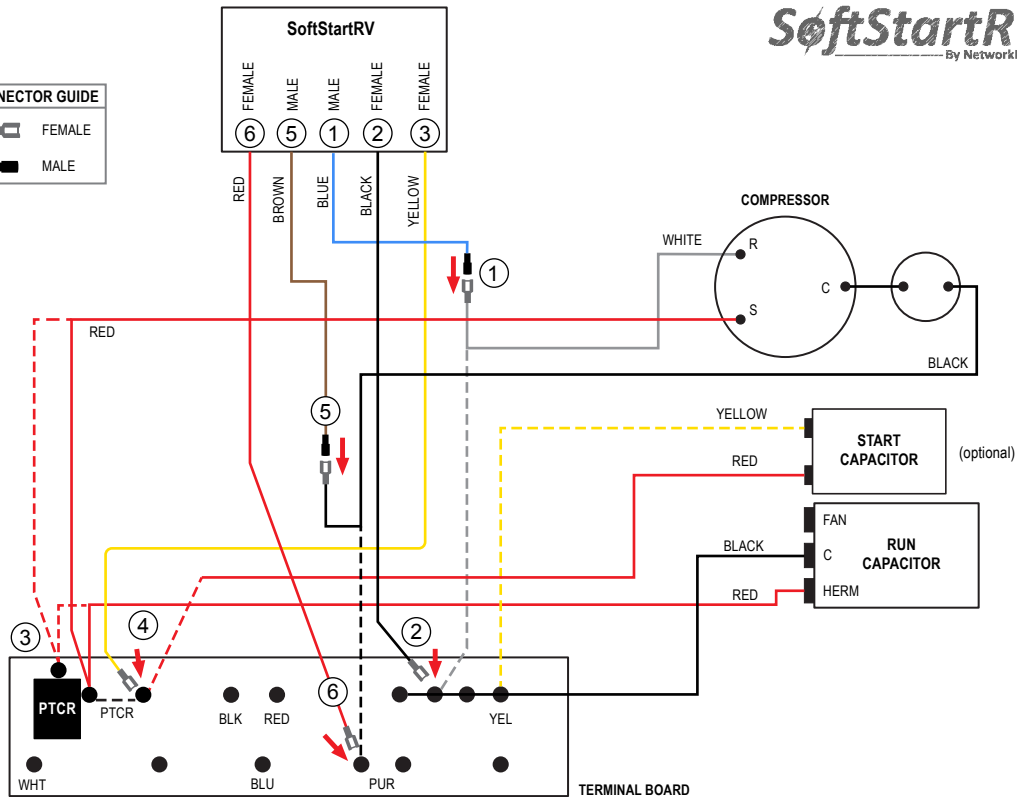 SoftStartRV
SoftStartR
By Network
NECTOR GUIDE
FEMALE
MALE
FEMALE
MALE
MALE
FEMALE
FEMALE
6
5
1
2
3
RED
BROWN
BLUE
BLACK
YELLOW
COMPRESSOR
WHITE
R
1
C
S
RED
BLACK
5
YELLOW
START
CAPACITOR
(optional)
RED
FAN
BLACK
C
RUN
CAPACITOR
RED
HERM
3
4
2
6
PTCR
PTCR
BLK
RED
YEL
WHT
BLU
PUR
TERMINAL BOARD